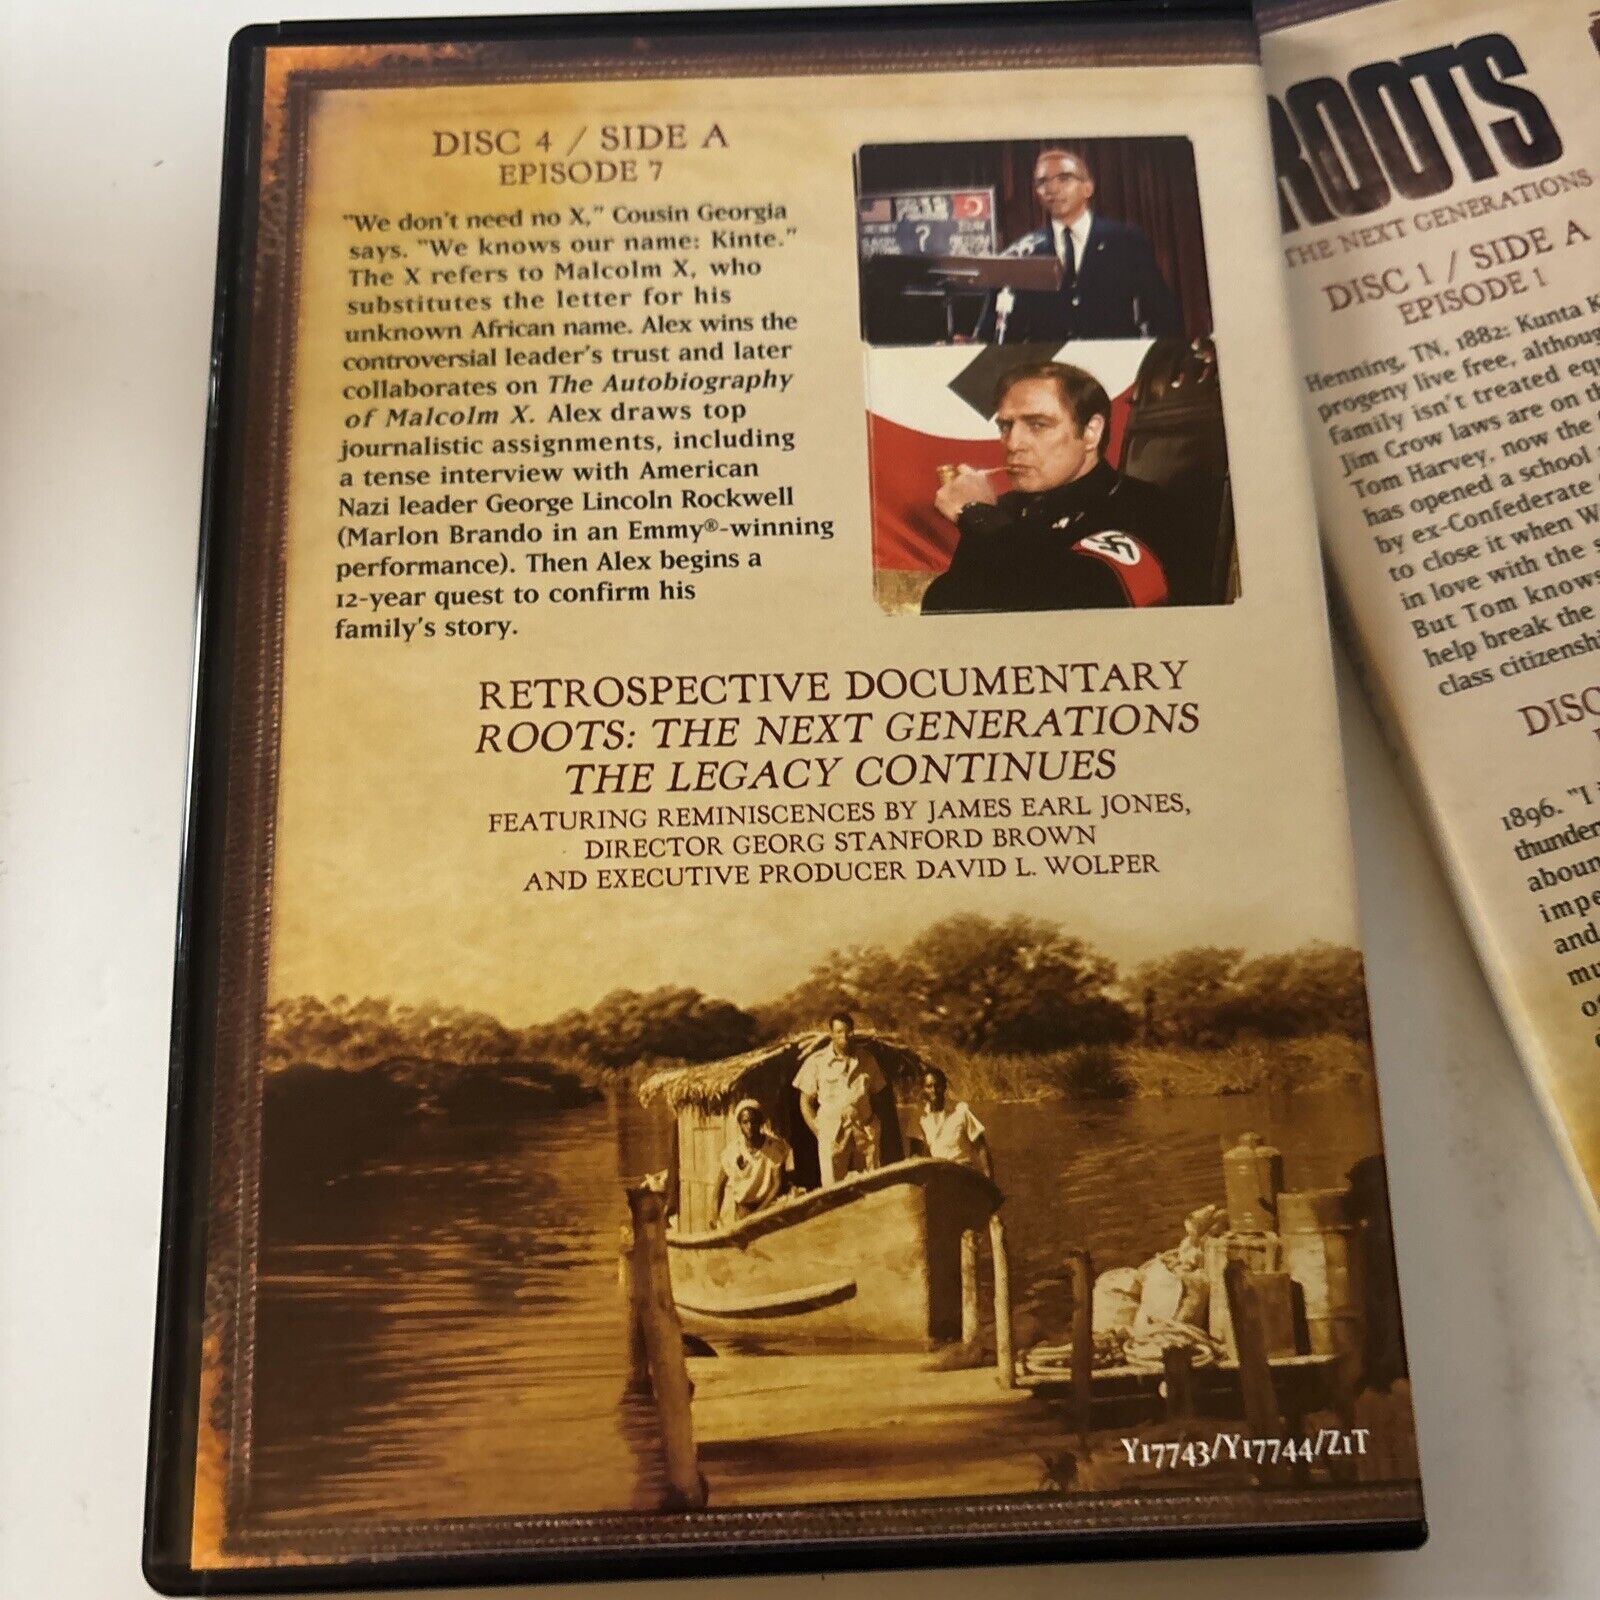 DISC 4 / SIDE A
EPISODE 7
"We don't need no X," Cousin Georgia
says. "We knows our name: Kinte."
The X refers to Malcolm X, who
substitutes the letter for his
unknown African name. Alex wins the
controversial leader's trust and later
collaborates on The Autobiography
of Malcolm X. Alex draws top
journalistic assignments, including
a tense interview with American
Nazi leader George Lincoln Rockwell
(Marlon Brando in an Emmy®-winning
performance). Then Alex begins a
12-year quest to confirm his
family's story.
RETROSPECTIVE DOCUMENTARY
ROOTS: THE NEXT GENERATIONS
THE LEGACY CONTINUES
FEATURING REMINISCENCES BY JAMES EARL JONES,
DIRECTOR GEORG STANFORD BROWN
AND EXECUTIVE PRODUCER DAVID L. WOLPER
Y17743/Y17744/Z1T
ROOTS
THE NEXT GENERATIONS
DISC 1 / SIDE A
EPISODE 1
Henning, TN, 1882: Kunta
progeny live free,
family isn't treated
Jim Crow laws are on
Tom Harvey, now the
has opened a school
by ex-Confederate
to close it when
in love with the
But Tom knows
help break the
class
DISC
1896. "I
and